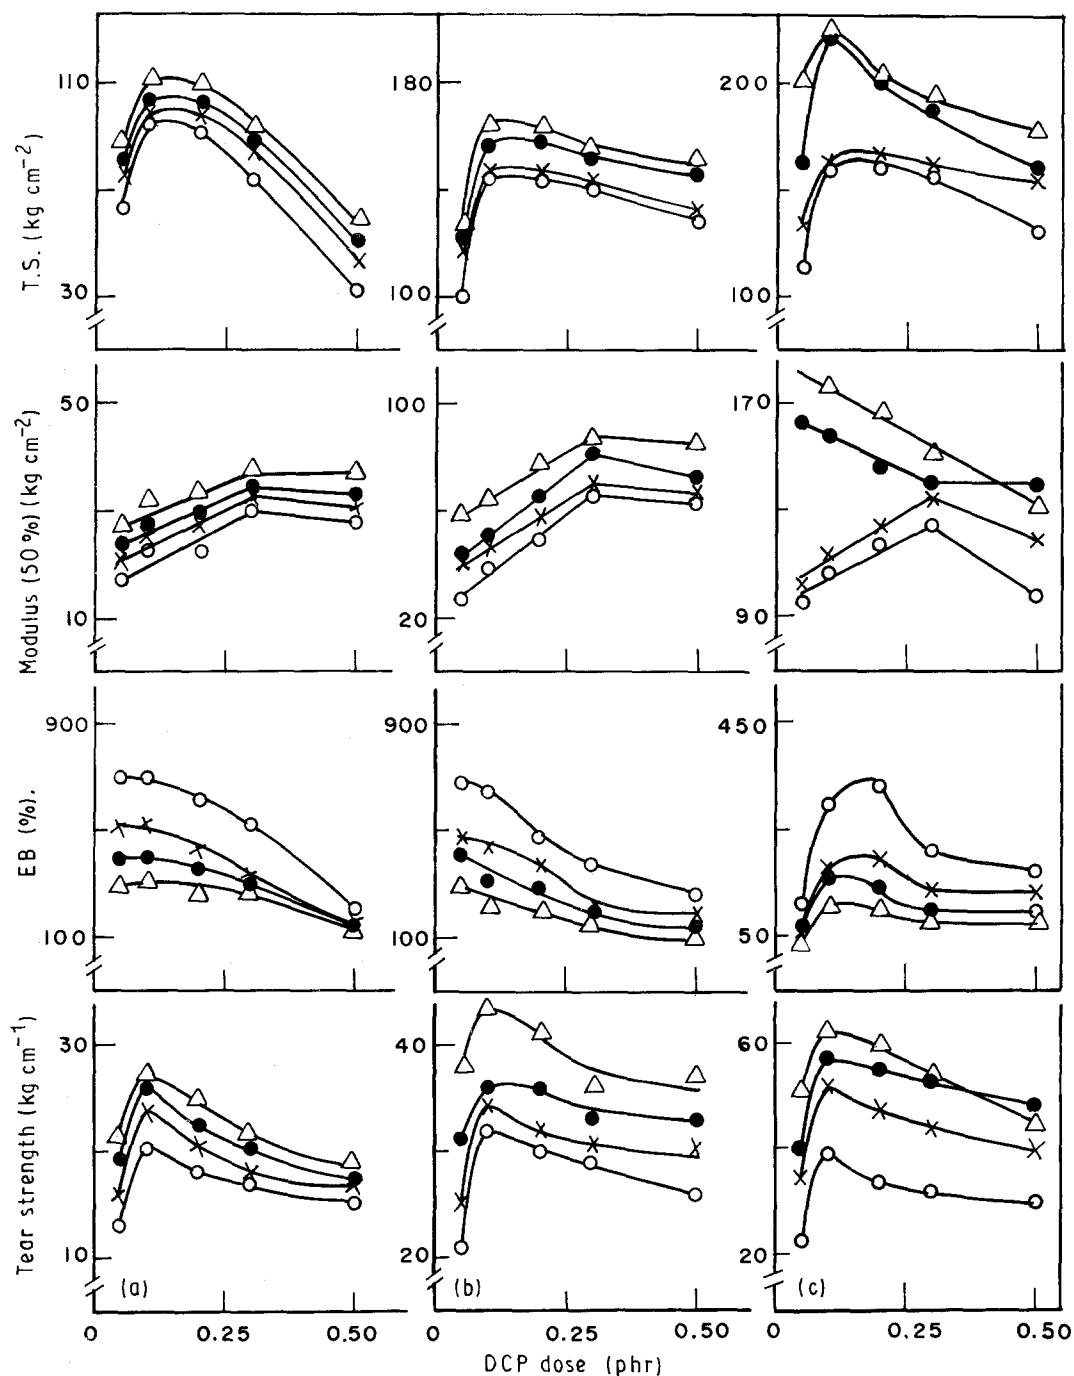 T.S. (kg cm⁻²)
110
30
180
100
200
100
Modulus (50%) (kg cm⁻²)
50
10
100
20
170
90
EB (%).
900
100
900
100
450
50
Tear strength (kg cm⁻¹)
30
10
40
20
60
20
(a)
(b)
(c)
0 0.25 0.50
0 0.25 0.50
0 0.25 0.50
DCP dose (phr)